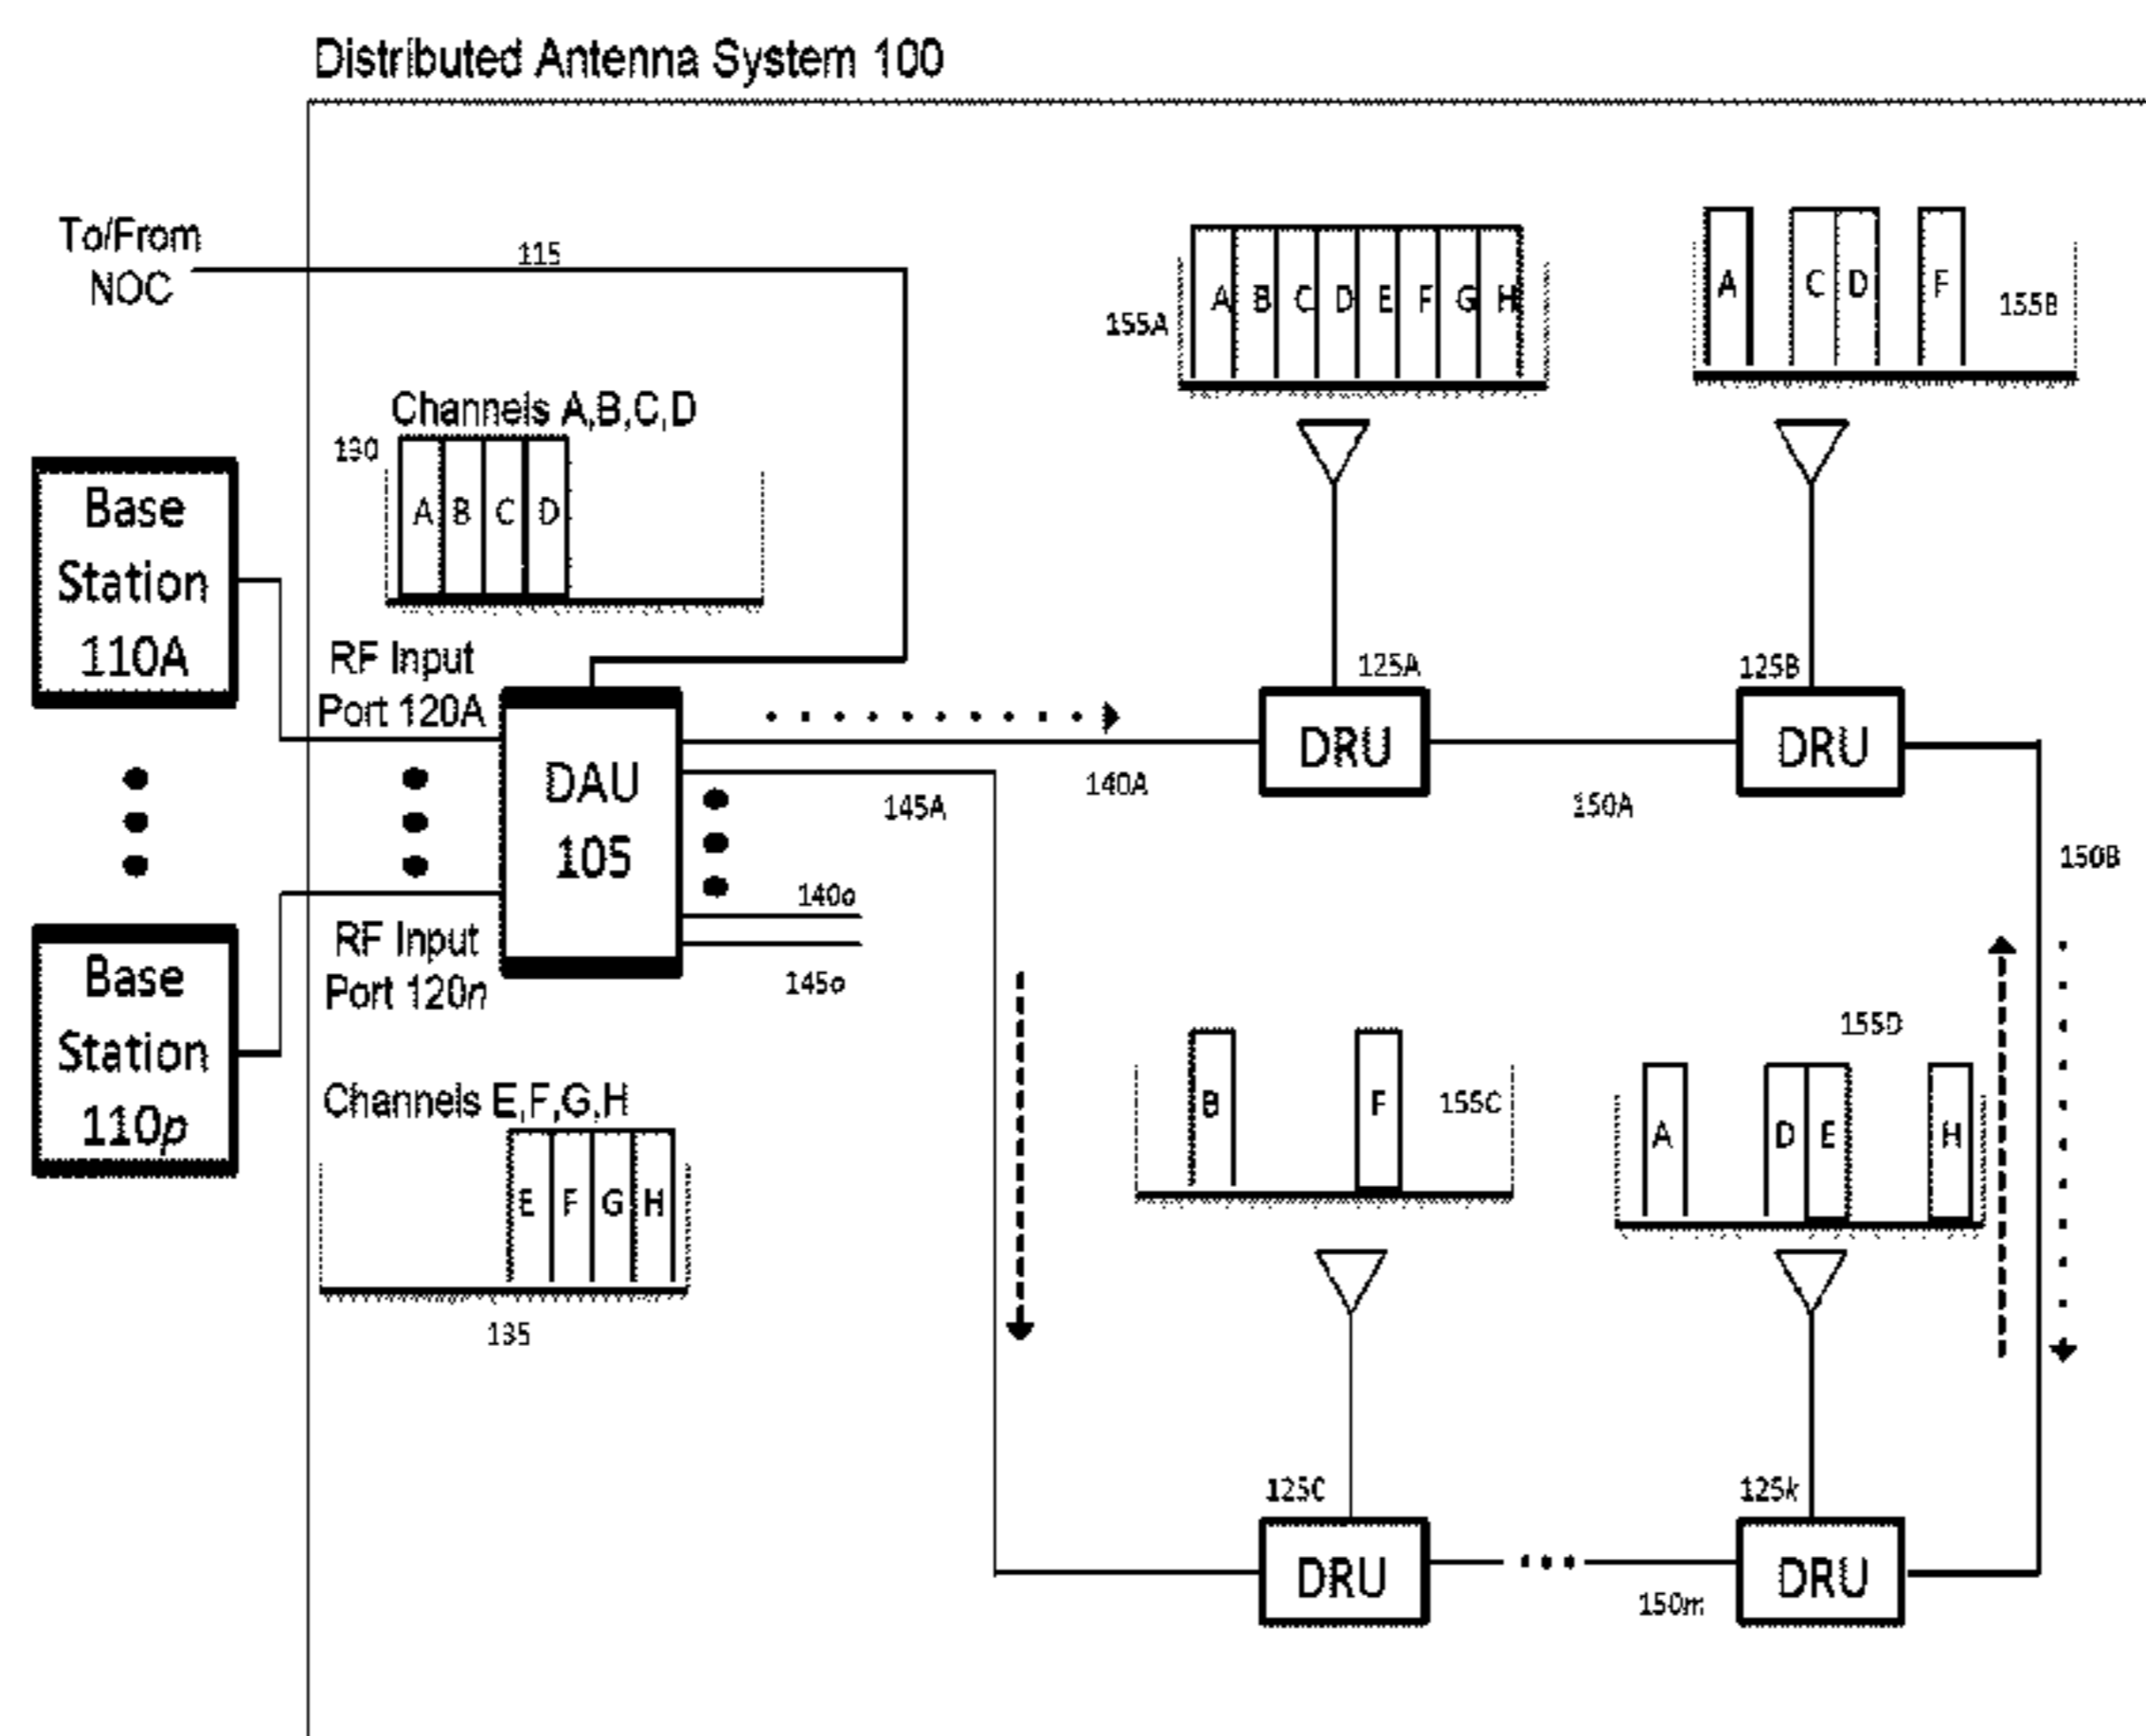 Distributed Antenna System 100
To/From
NOC
115
Channels A,B,C,D
130
A B C D
Base
Station
110A
RF Input
Port 120A
DAU
105
RF Input
Port 120n
Base
Station
110p
Channels E,F,G,H
E F G H
135
140A
145A
140o
145o
155A
A B C D E F G H
A C D F
155B
125A
DRU
125B
DRU
150A
150B
B F
155C
155D
A D E H
125C
DRU
125k
DRU
150m